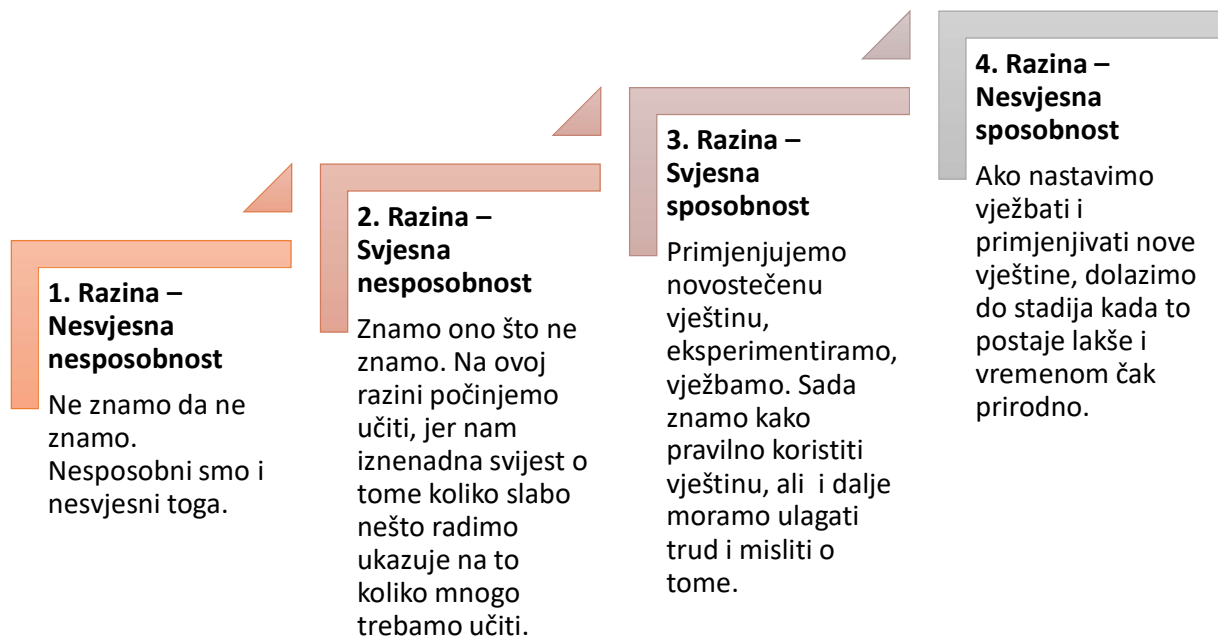 1. Razina –
Nesvjesna
nesposobnost
Ne znamo da ne
znamo.
Nesposobni smo i
nesvjesni toga.
2. Razina –
Svjesna
nesposobnost
Znamo ono što ne
znamo. Na ovoj
razini počinjemo
učiti, jer nam
iznenadna svijest o
tome koliko slabo
nešto radimo
ukazuje na to
koliko mnogo
trebamo učiti.
3. Razina –
Svjesna
sposobnost
Primjenjujemo
novostečenu
vještinu,
eksperimentiramo,
vježbamo. Sada
znamo kako
pravilno koristiti
vještinu, ali  i dalje
moramo ulagati
trud i misliti o
tome.
4. Razina –
Nesvjesna
sposobnost
Ako nastavimo
vježbati i
primjenjivati nove
vještine, dolazimo
do stadija kada to
postaje lakše i
vremenom čak
prirodno.